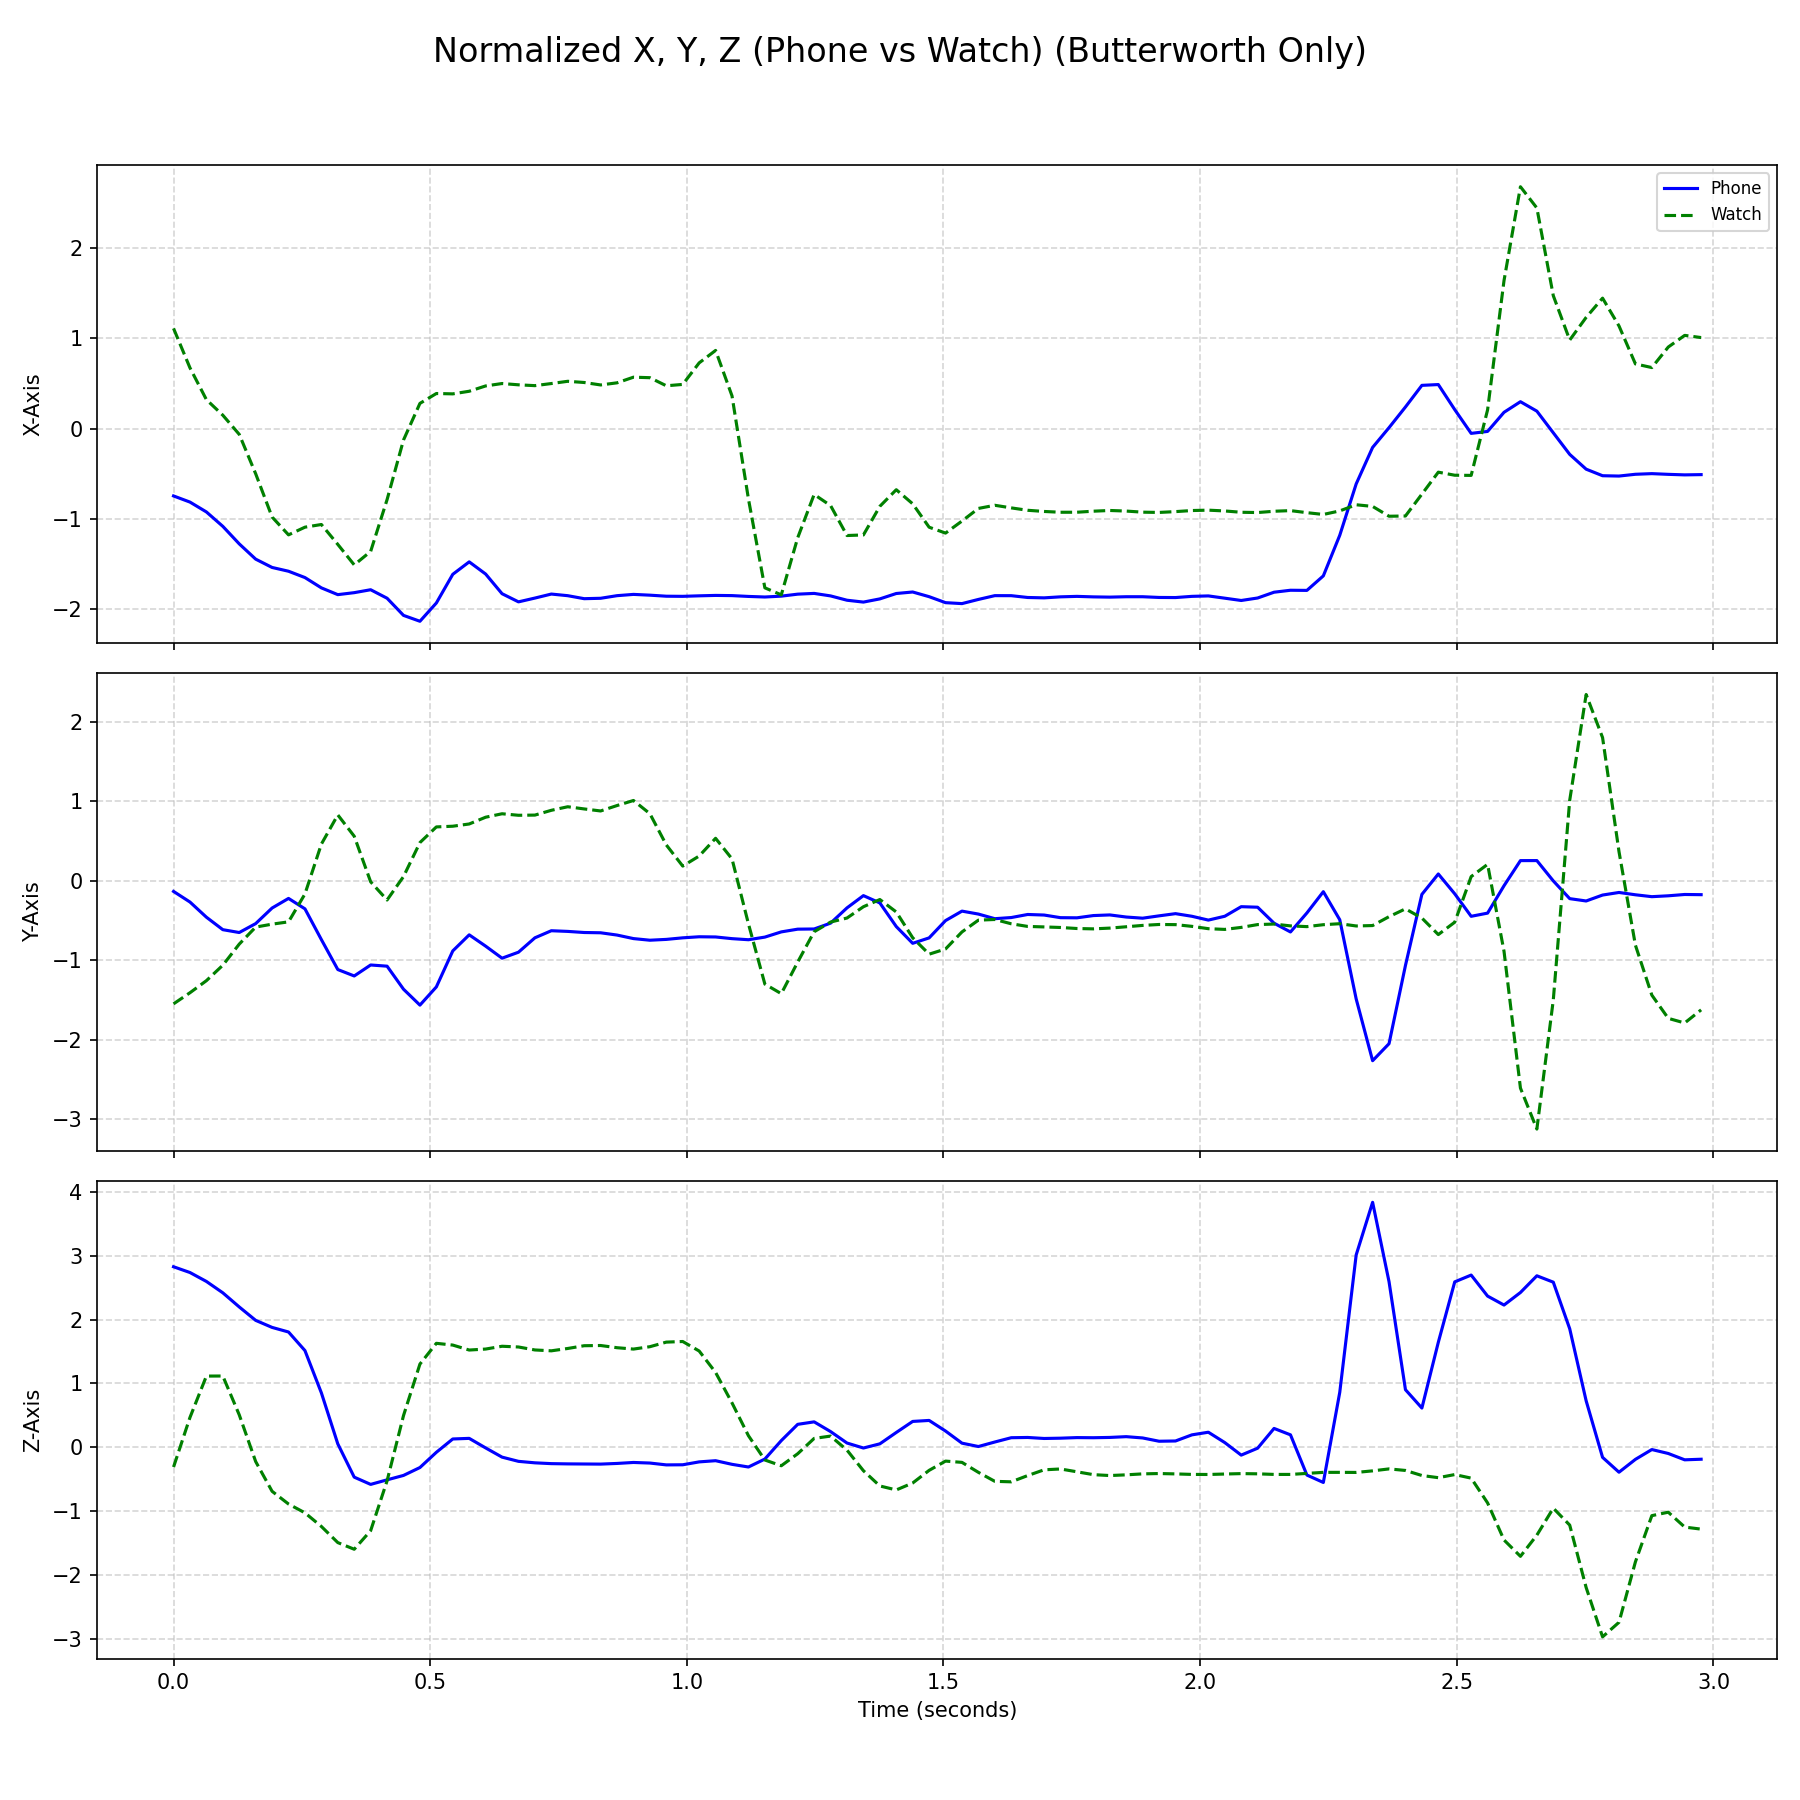 Normalized X, Y, Z (Phone vs Watch) (Butterworth Only)
Phone
Watch
X-Axis
2
1
0
−1
−2
Y-Axis
2
1
0
−1
−2
−3
Z-Axis
4
3
2
1
0
−1
−2
−3
0.0 0.5 1.0 1.5 2.0 2.5 3.0
Time (seconds)